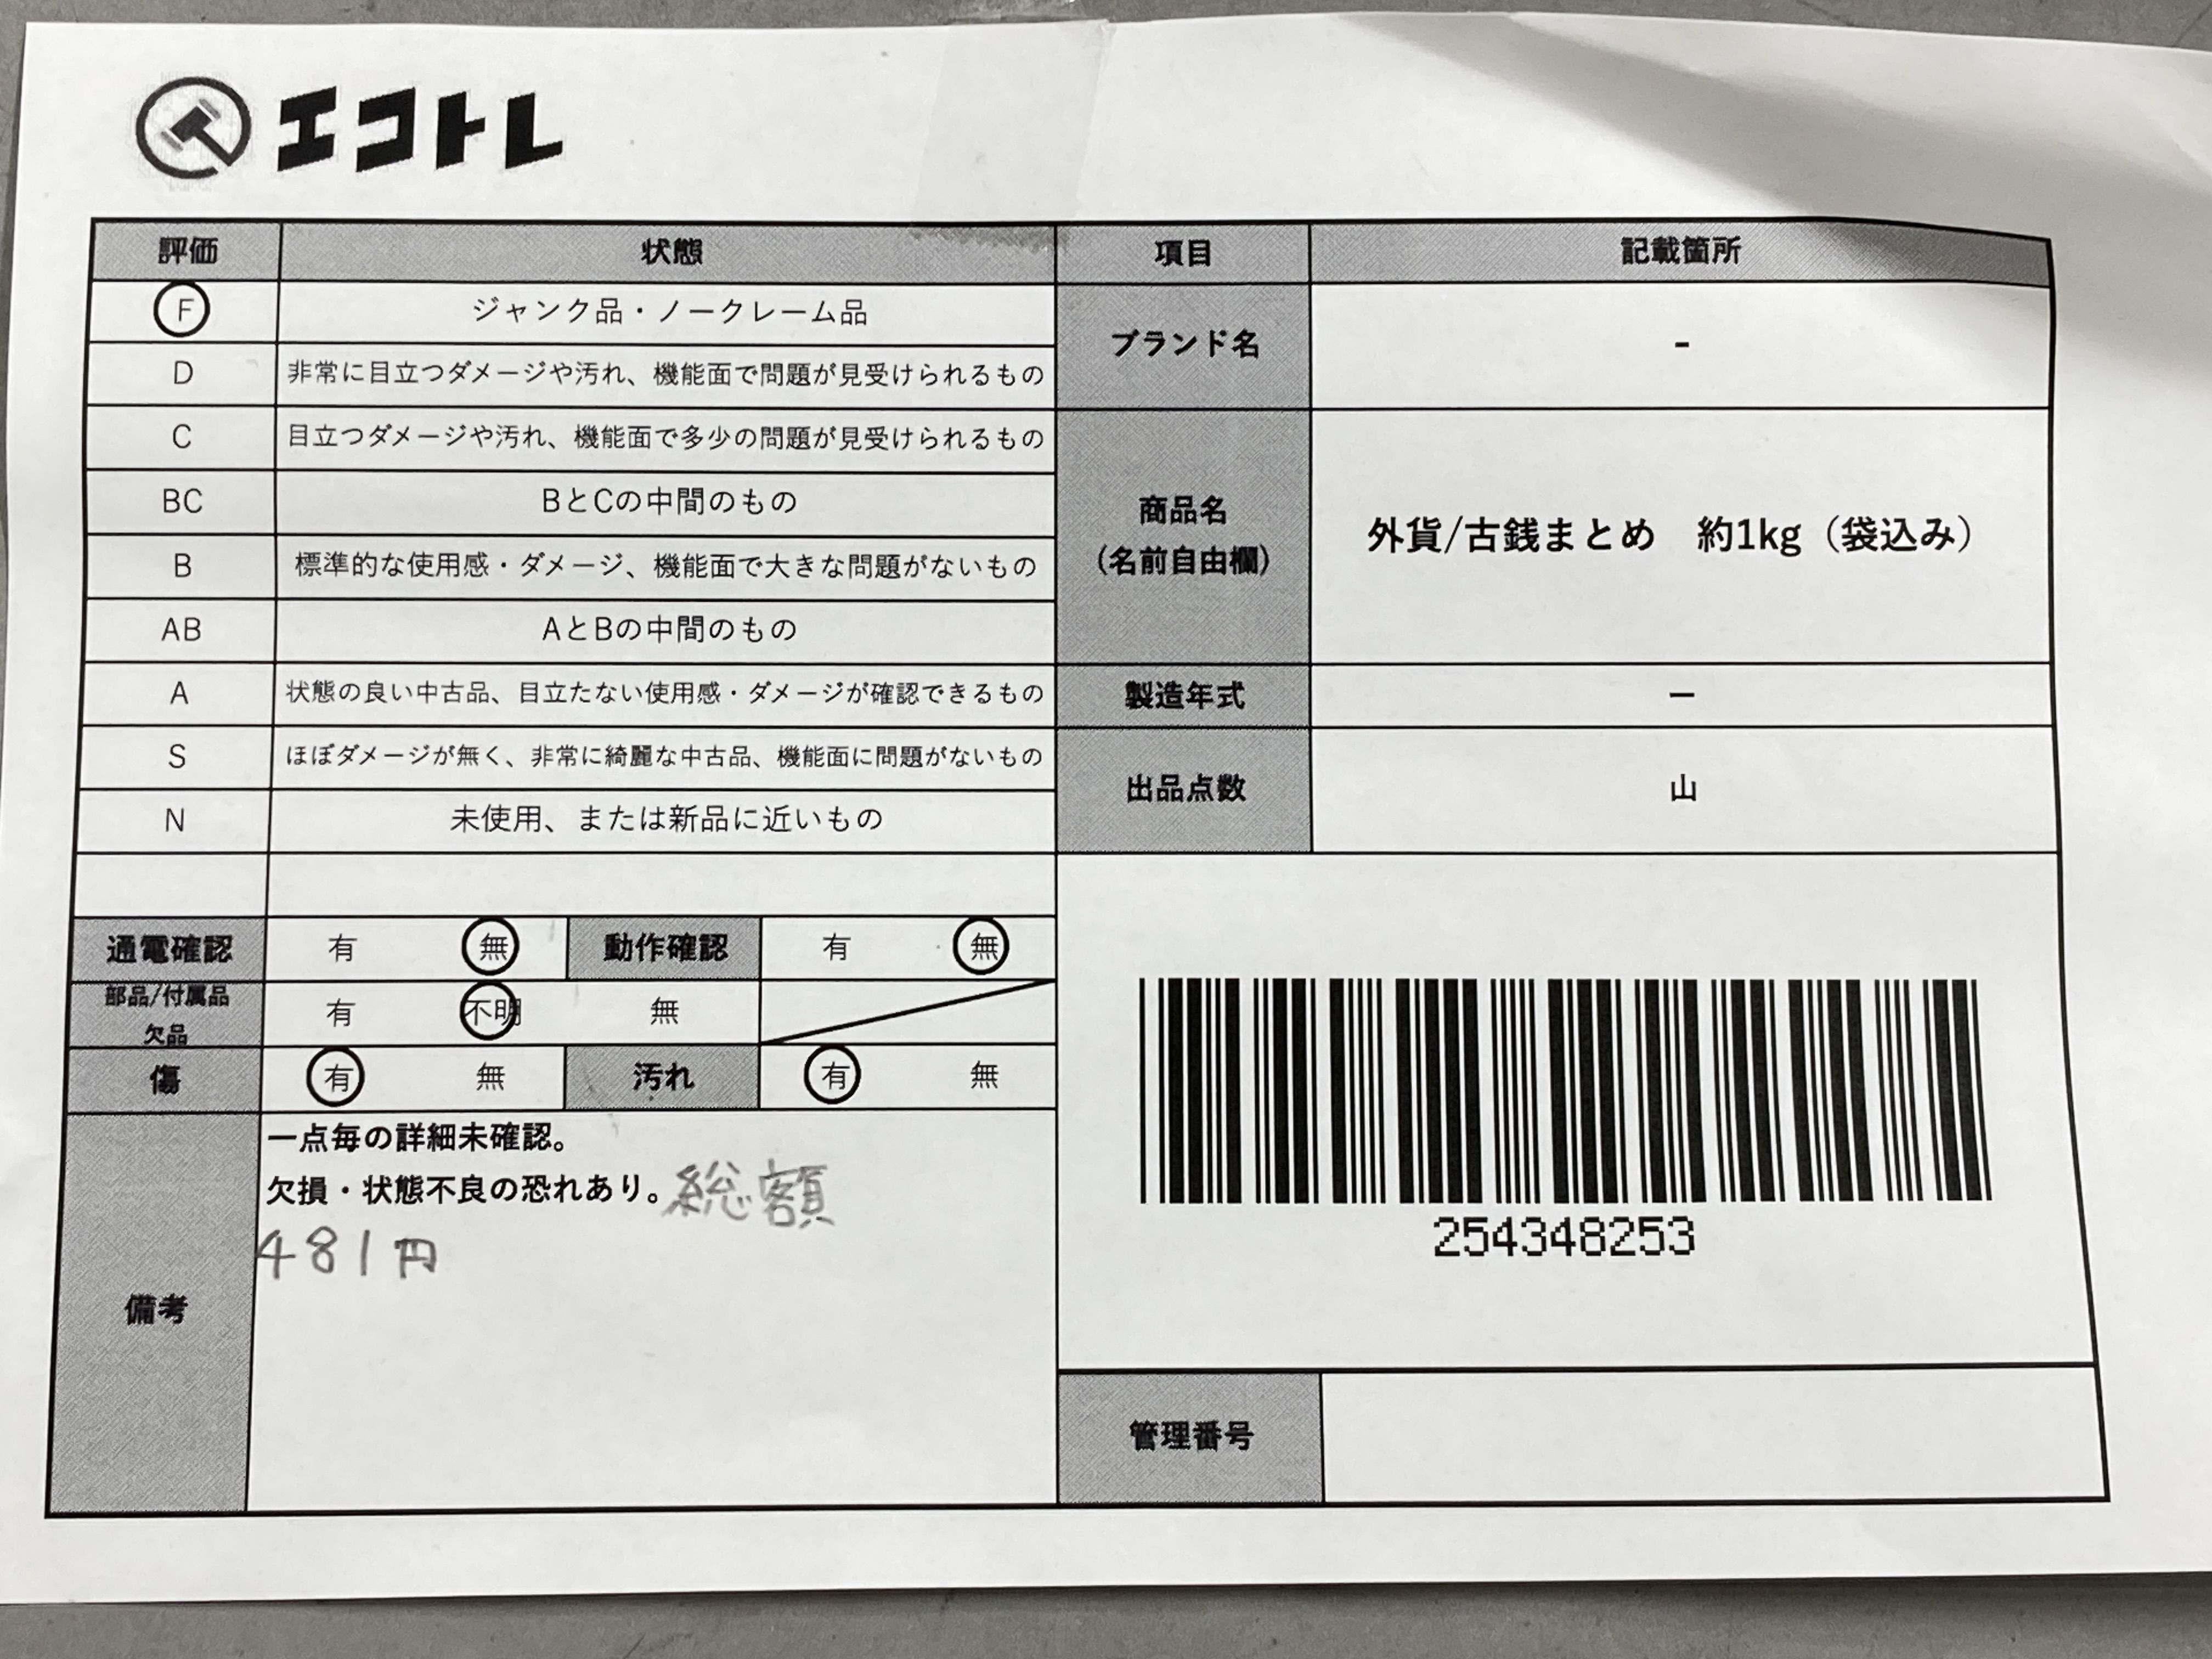 エコトレ
評価 状態 項目 記載箇所
F ジャンク品・ノークレーム品
D 非常に目立つダメージや汚れ、機能面で問題が見受けられるもの
ブランド名 -
C 目立つダメージや汚れ、機能面で多少の問題が見受けられるもの
BC BとCの中間のもの
B 標準的な使用感・ダメージ、機能面で大きな問題がないもの
AB AとBの中間のもの
商品名
(名前自由欄)
外貨/古銭まとめ 約1kg（袋込み）
A 状態の良い中古品、目立たない使用感・ダメージが確認できるもの
製造年式 ー
S ほぼダメージが無く、非常に綺麗な中古品、機能面に問題がないもの
N 未使用、または新品に近いもの
出品点数 山
通電確認 有 無 動作確認 有 無
部品/付属品
欠品
有 不明 無
傷 有 無 汚れ 有 無
備考
一点毎の詳細未確認。
欠損・状態不良の恐れあり。総額
481円
254348253
管理番号